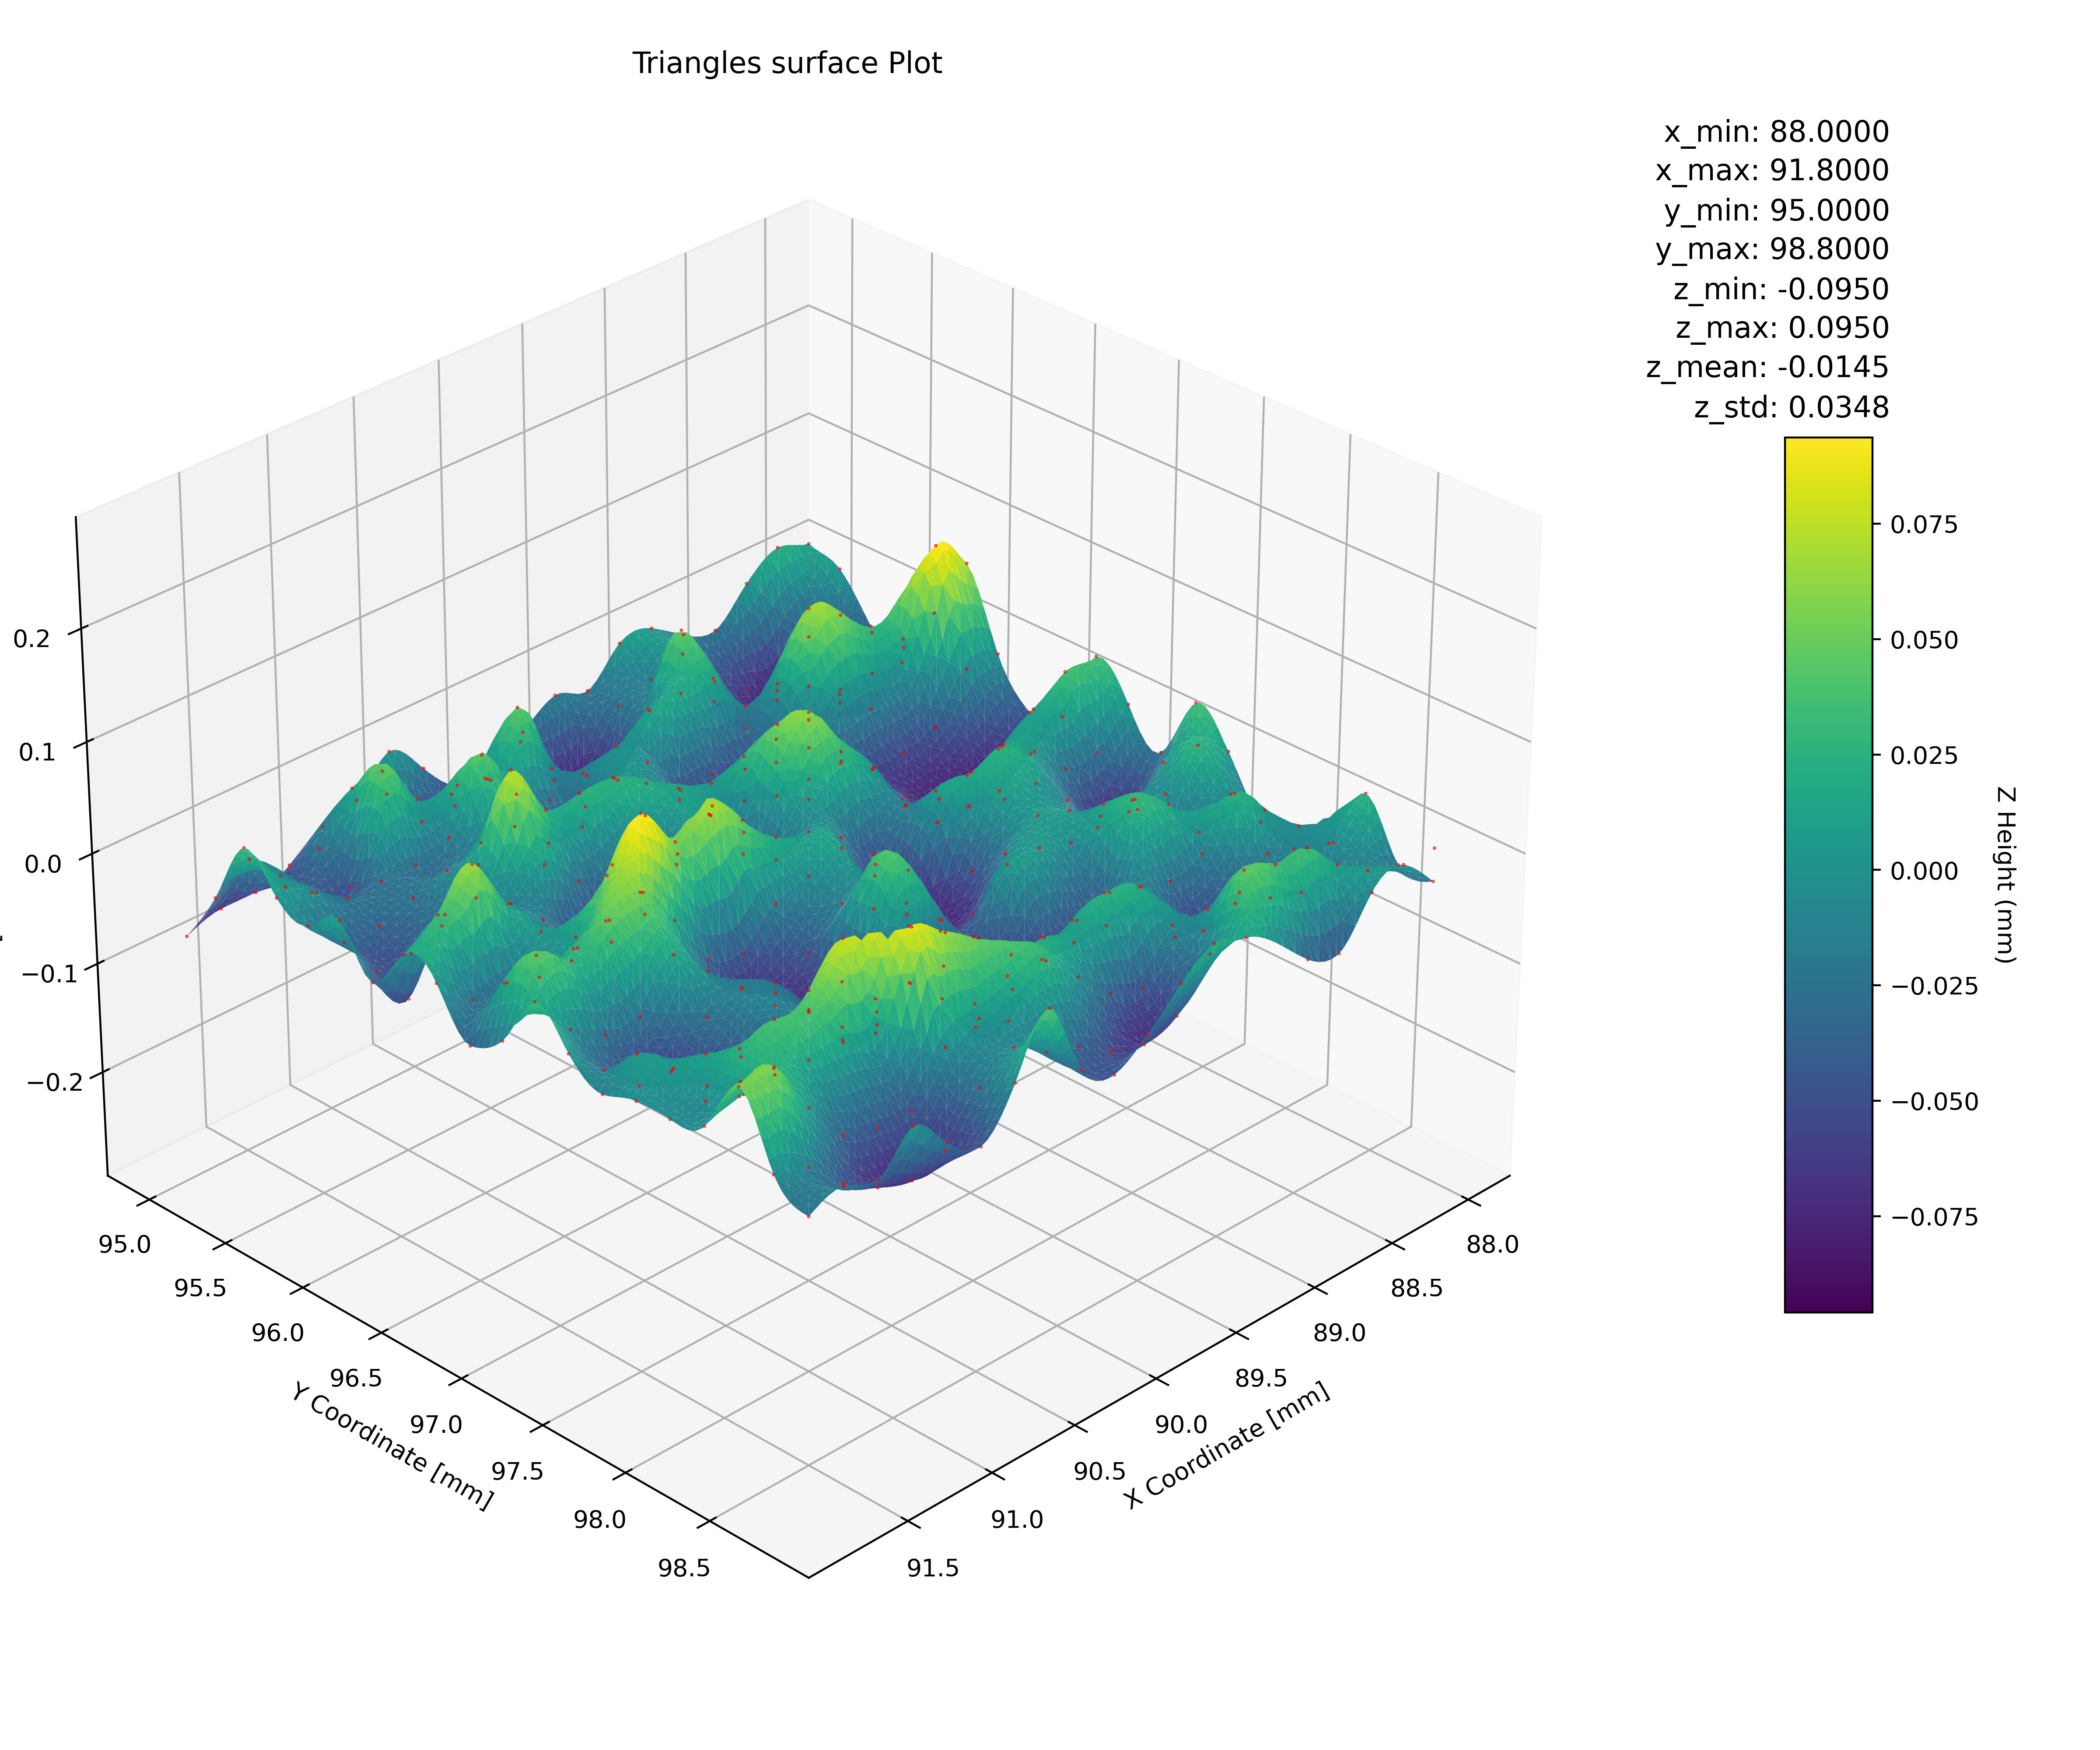 Triangles surface Plot
x_min: 88.0000
x_max: 91.8000
y_min: 95.0000
y_max: 98.8000
z_min: -0.0950
z_max: 0.0950
z_mean: -0.0145
z_std: 0.0348
0.2
0.1
0.0
−0.1
−0.2
95.0
95.5
96.0
96.5
97.0
97.5
98.0
98.5
Y Coordinate [mm]
88.0
88.5
89.0
89.5
90.0
90.5
91.0
91.5
X Coordinate [mm]
0.075
0.050
0.025
0.000
−0.025
−0.050
−0.075
Z Height (mm)